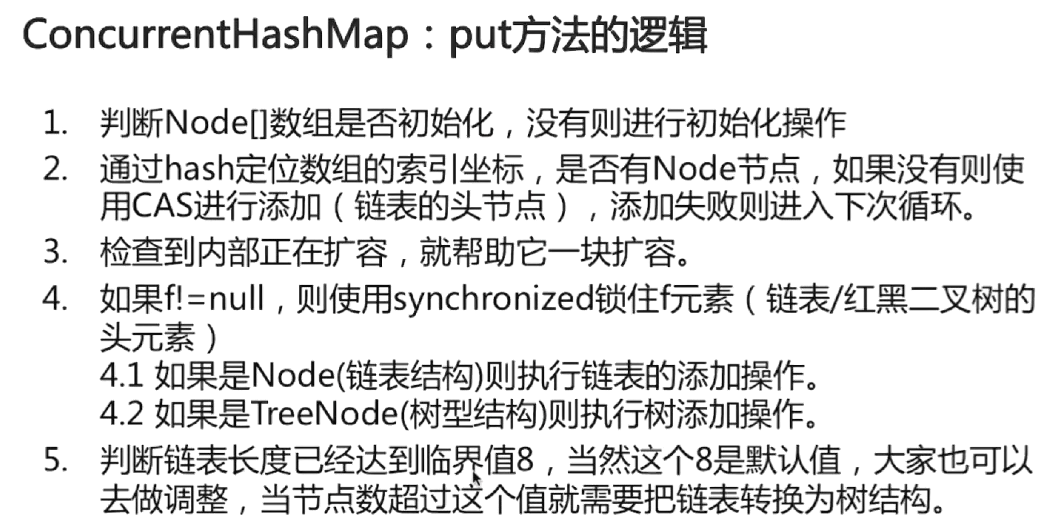 ConcurrentHashMap：put方法的逻辑
1. 判断Node[]数组是否初始化，没有则进行初始化操作
2. 通过hash定位数组的索引坐标，是否有Node节点，如果没有则使
用CAS进行添加（链表的头节点），添加失败则进入下次循环。
3. 检查到内部正在扩容，就帮助它一块扩容。
4. 如果f!=null，则使用synchronized锁住f元素（链表/红黑二叉树的
头元素）
4.1 如果是Node(链表结构)则执行链表的添加操作。
4.2 如果是TreeNode(树型结构)则执行树添加操作。
5. 判断链表长度已经达到临界值8，当然这个8是默认值，大家也可以
去做调整，当节点数超过这个值就需要把链表转换为树结构。